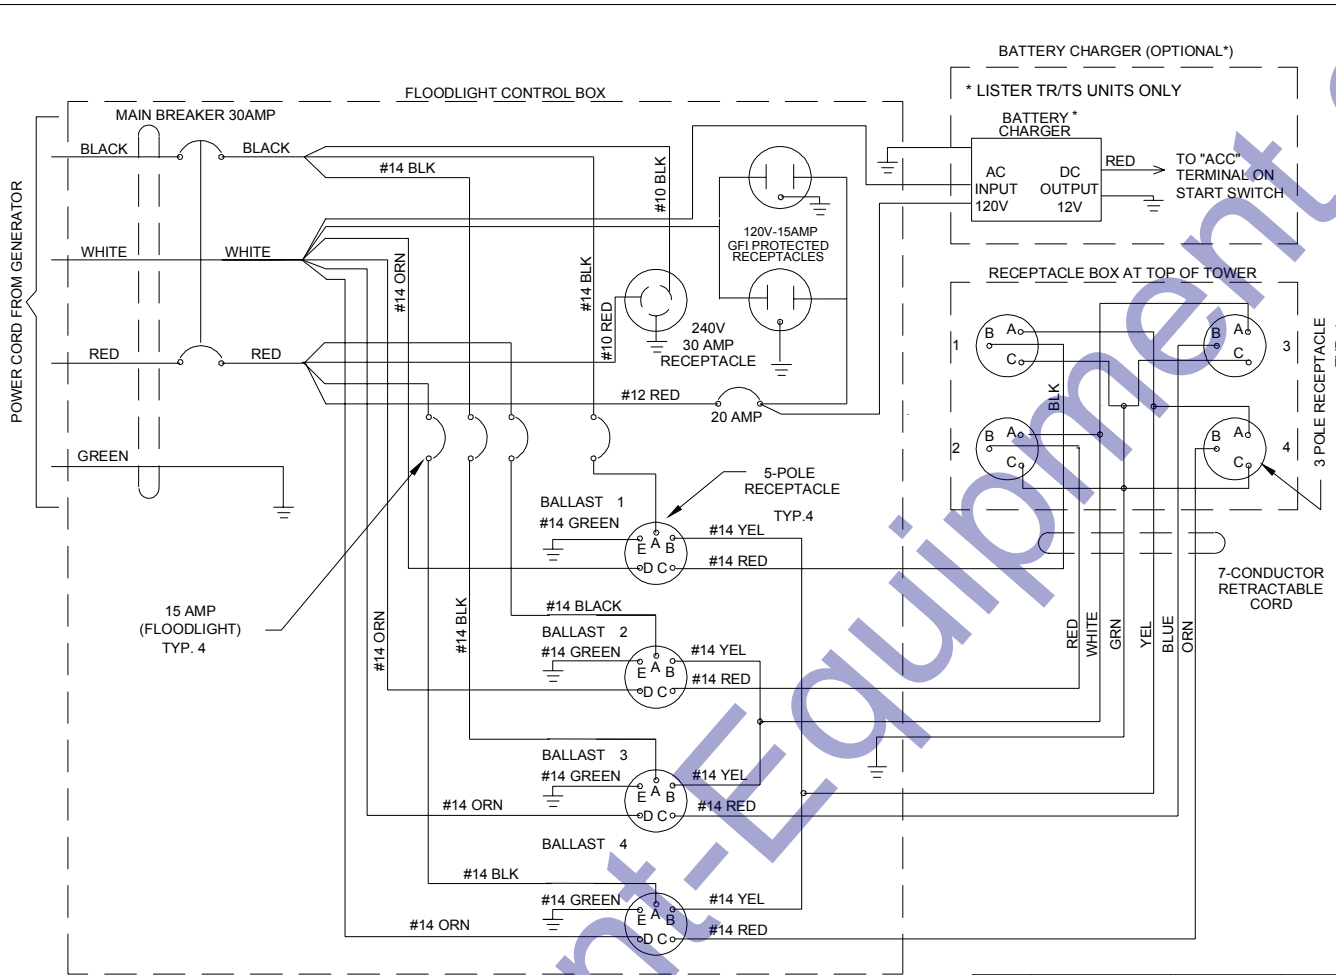 BATTERY CHARGER (OPTIONAL*)
* LISTER TR/TS UNITS ONLY
BATTERY *
CHARGER
AC
INPUT
120V
DC
OUTPUT
12V
RED
TO "ACC"
TERMINAL ON
START SWITCH
FLOODLIGHT CONTROL BOX
MAIN BREAKER 30AMP
BLACK
BLACK
#14 BLK
WHITE
WHITE
RED
RED
GREEN
POWER CORD FROM GENERATOR
#14 ORN
#14 BLK
#10 BLK
#10 RED
120V-15AMP
GFI PROTECTED
RECEPTACLES
240V
30 AMP
RECEPTACLE
#12 RED
20 AMP
RECEPTACLE BOX AT TOP OF TOWER
1
B
A
C
B
A
C
3
2
B
A
C
B
A
C
4
BLK
3 POLE RECEPTACLE
7-CONDUCTOR
RETRACTABLE
CORD
RED
WHITE
GRN
YEL
BLUE
ORN
5-POLE
RECEPTACLE
TYP.4
15 AMP
(FLOODLIGHT)
TYP. 4
#14 ORN
#14 BLK
BALLAST 1
#14 GREEN
E A B
D C
#14 YEL
#14 RED
#14 BLACK
BALLAST 2
#14 GREEN
E A B
D C
#14 YEL
#14 RED
BALLAST 3
#14 GREEN
E A B
D C
#14 YEL
#14 RED
#14 ORN
BALLAST 4
#14 BLK
#14 GREEN
E A B
D C
#14 YEL
#14 RED
#14 ORN
nt-Equipment